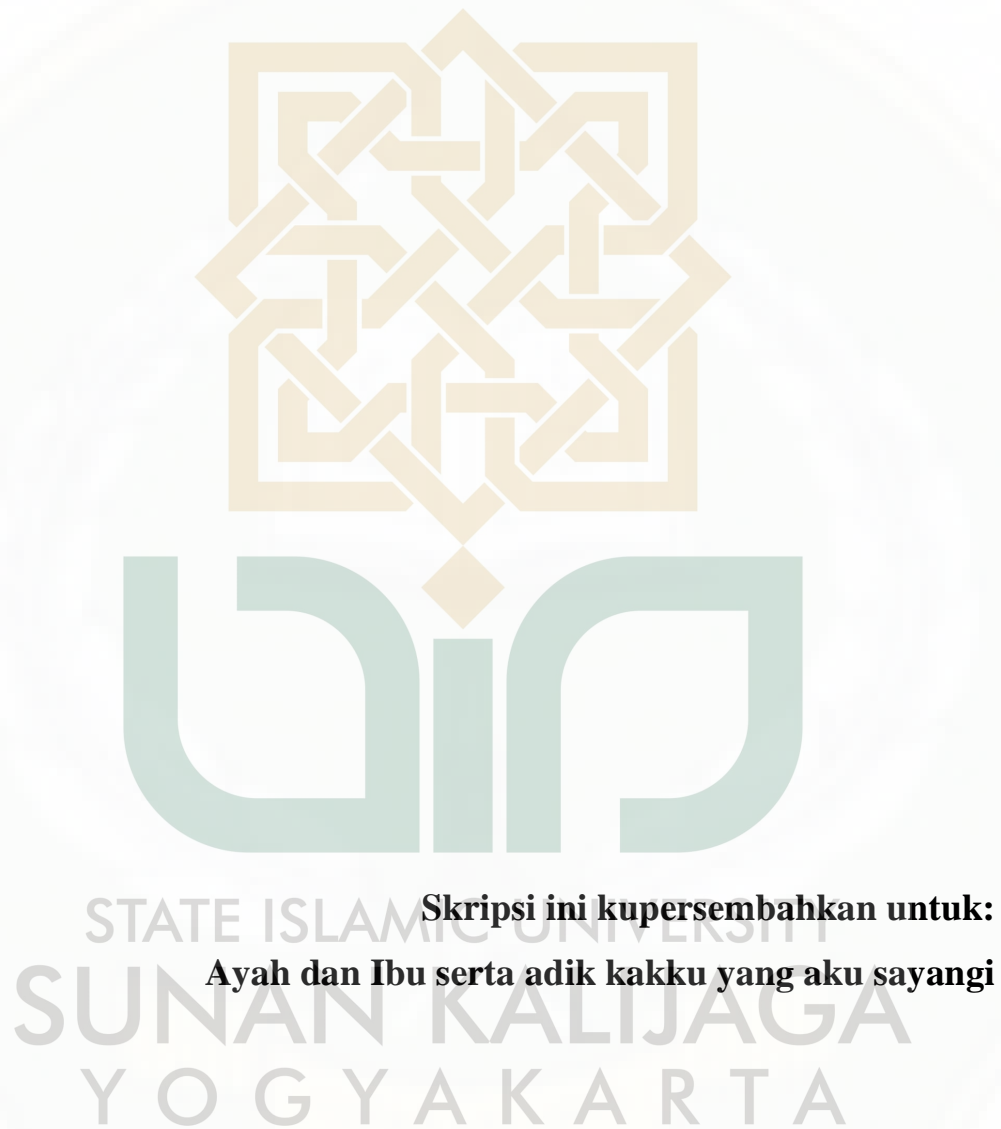 Skripsi ini kupersembahkan untuk:
STATE ISLAMIC UNIVERSITY
Ayah dan Ibu serta adik kakku yang aku sayangi
SUNAN KALIJAGA
YOGYAKARTA